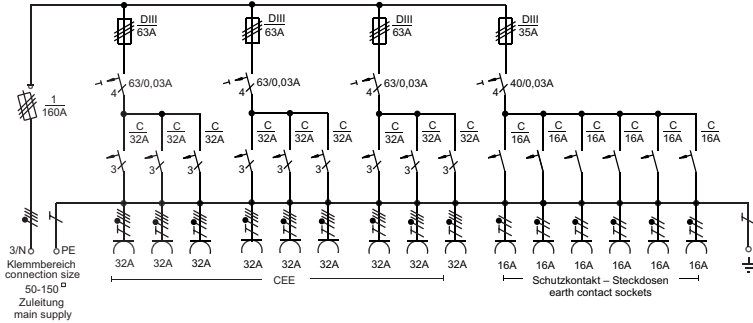 DIII DIII DIII DIII
63A 63A 63A 35A
63/0,03A 63/0,03A 63/0,03A 40/0,03A
4 4 4 4
1
160A
C C C C C C C C C C C C C C C
32A 32A 32A 32A 32A 32A 32A 32A 32A 16A 16A 16A 16A 16A 16A
3 3 3 3 3 3 3 3 3
3/N PE
32A 32A 32A 32A 32A 32A 32A 32A 32A 16A 16A 16A 16A 16A 16A
Klemmbereich
connection size
50-150 □
Zuleitung
main supply
CEE
Schutzkontakt – Steckdosen
earth contact sockets